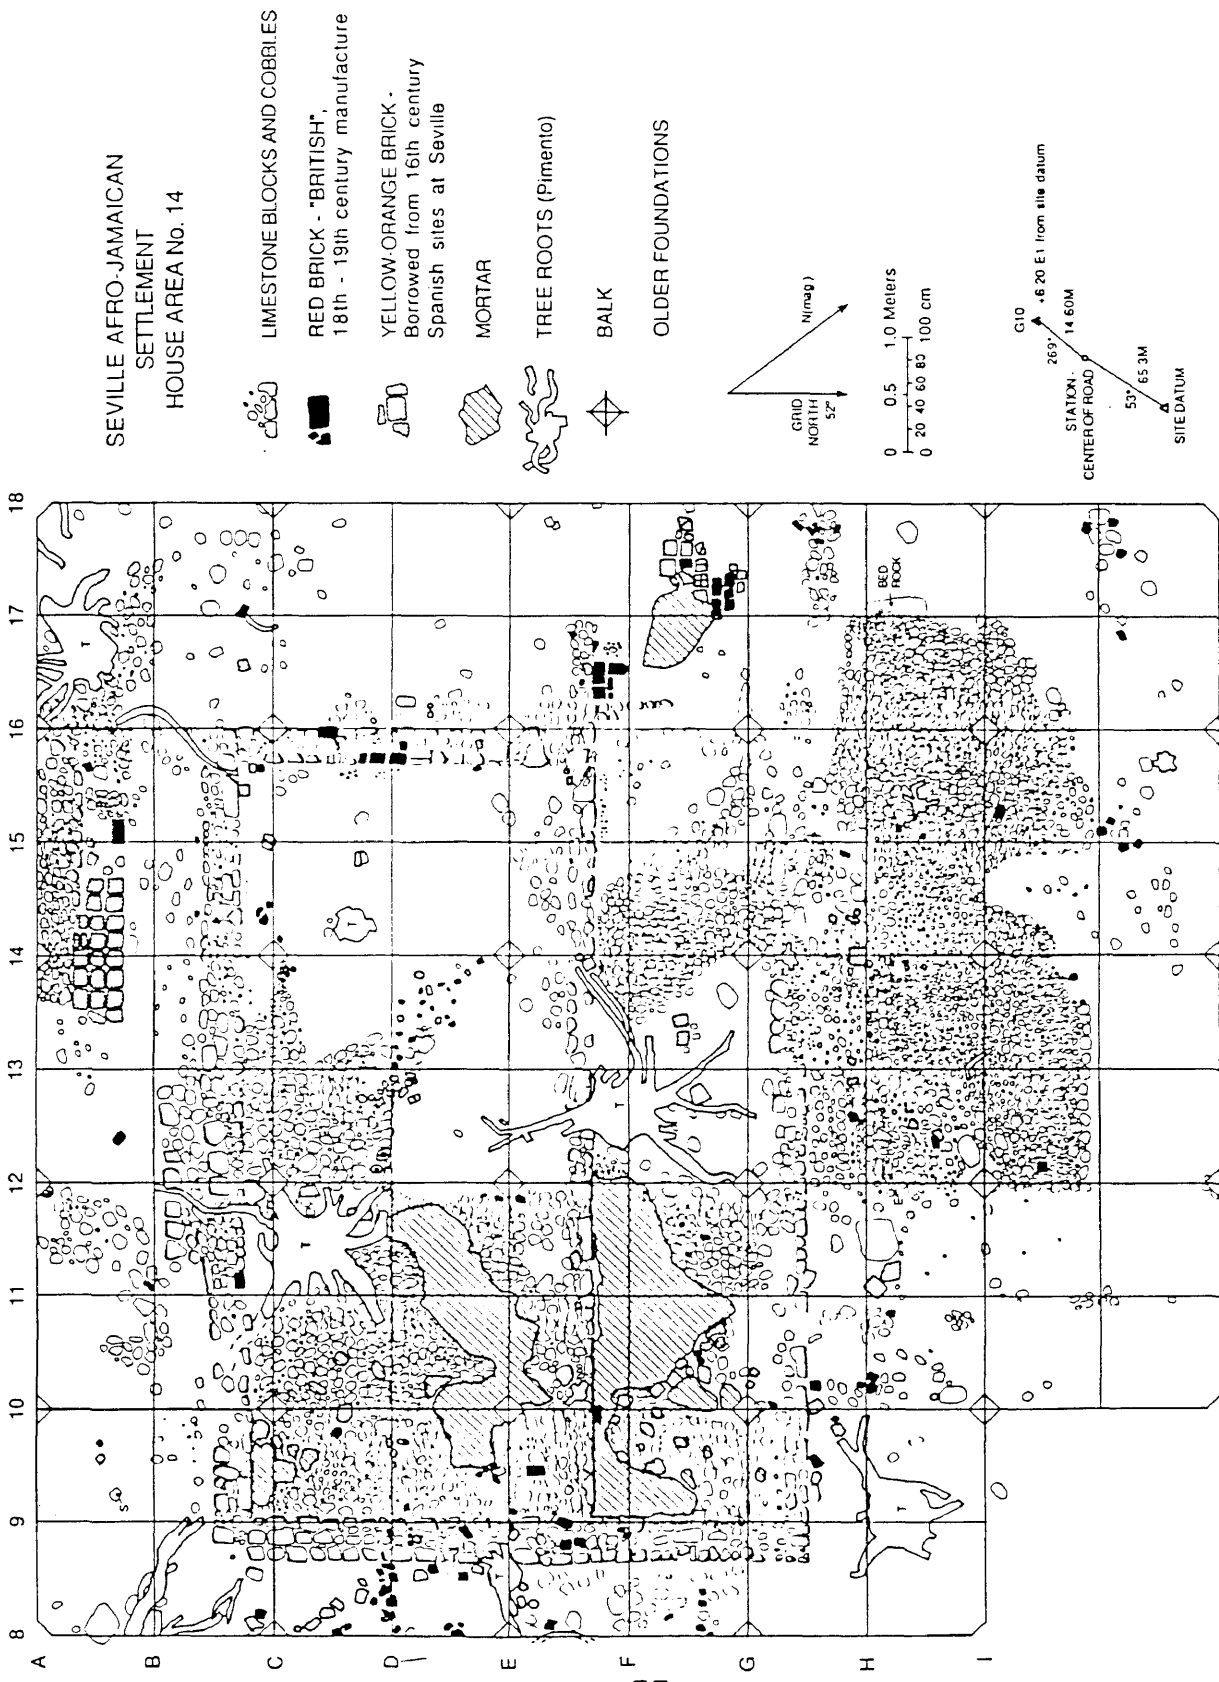 SEVILLE AFRO-JAMAICAN
SETTLEMENT
HOUSE AREA No. 14
LIMESTONE BLOCKS AND COBBLES
RED BRICK - "BRITISH",
18th - 19th century manufacture
YELLOW-ORANGE BRICK -
Borrowed from 16th century
Spanish sites at Seville
MORTAR
TREE ROOTS (Pimento)
BALK
OLDER FOUNDATIONS
N(mag)
GRID
NORTH
52°
0 0.5 1.0 Meters
0 20 40 60 80 100 cm
G10
+6.20 El from site datum
269°
14.60M
STATION -
CENTER OF ROAD
53°
65.3M
SITE DATUM
8 9 10 11 12 13 14 15 16 17 18
A
B
C
D
E
F
G
H
I
BED
ROCK
T
T
T
T
T
T
S